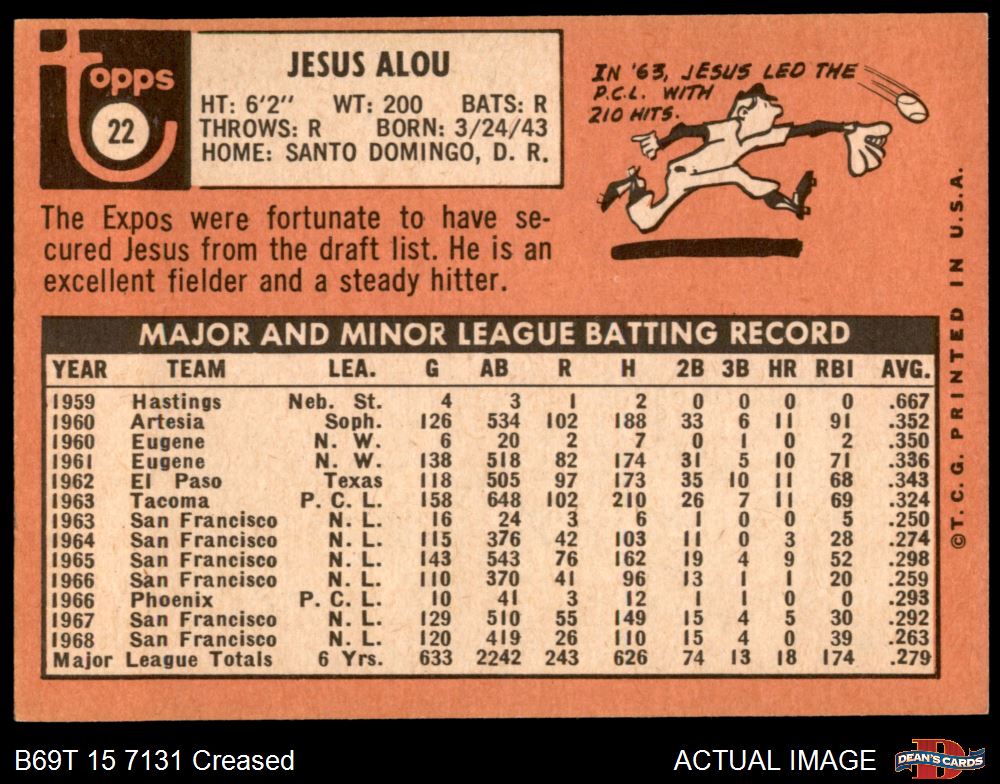 Topps
22
JESUS ALOU
HT: 6'2" WT: 200 BATS: R
THROWS: R BORN: 3/24/43
HOME: SANTO DOMINGO, D. R.
IN '63, JESUS LED THE
P.C.L. WITH
210 HITS.
The Expos were fortunate to have se-
cured Jesus from the draft list. He is an
excellent fielder and a steady hitter.
MAJOR AND MINOR LEAGUE BATTING RECORD
YEAR TEAM LEA. G AB R H 2B 3B HR RBI AVG.
1959 Hastings Neb. St. 4 3 1 2 0 0 0 0 .667
1960 Artesia Soph. 126 534 102 188 33 6 11 91 .352
1960 Eugene N. W. 6 20 2 7 0 1 0 2 .350
1961 Eugene N. W. 138 518 82 174 31 5 10 71 .336
1962 El Paso Texas 118 505 97 173 35 10 11 68 .343
1963 Tacoma P. C. L. 158 648 102 210 26 7 11 69 .324
1963 San Francisco N. L. 16 24 3 6 1 0 0 5 .250
1964 San Francisco N. L. 115 376 42 103 11 0 3 28 .274
1965 San Francisco N. L. 143 543 76 162 19 4 9 52 .298
1966 San Francisco N. L. 110 370 41 96 13 1 1 20 .259
1966 Phoenix P. C. L. 10 41 3 12 1 1 0 0 .293
1967 San Francisco N. L. 129 510 55 149 15 4 5 30 .292
1968 San Francisco N. L. 120 419 26 110 15 4 0 39 .263
Major League Totals 6 Yrs. 633 2242 243 626 74 13 18 174 .279
© T. C. G. PRINTED IN U.S.A.
B69T 15 7131 Creased
ACTUAL IMAGE
D
DEAN'S CARDS